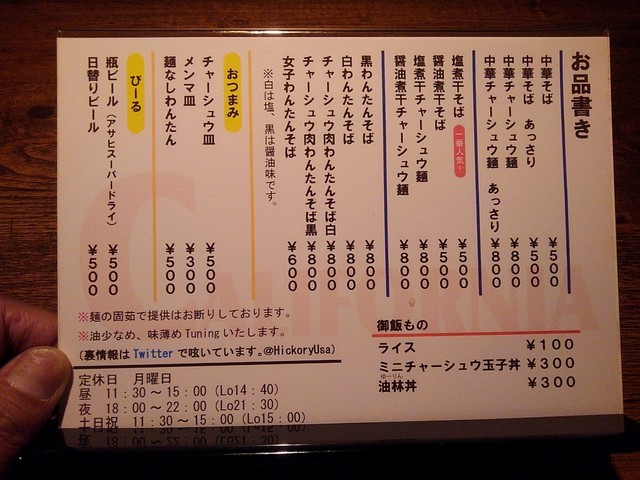 お品書き
中華そば ￥５００
中華そば　あっさり ￥５００
中華チャーシュウ麺 ￥８００
中華チャーシュウ麺　あっさり ￥８００
塩煮干そば 一番人気！ ￥５００
醤油煮干そば ￥５００
塩煮干チャーシュウ麺 ￥８００
醤油煮干チャーシュウ麺 ￥８００
黒わんたんそば ￥８００
白わんたんそば ￥８００
チャーシュウ肉わんたんそば白 ￥８００
チャーシュウ肉わんたんそば黒 ￥８００
女子わんたんそば ￥６００
※白は塩、黒は醤油味です。
おつまみ
チャーシュウ皿 ￥５００
メンマ皿 ￥３００
麺なしわんたん ￥５００
びーる
瓶ビール（アサヒスーパードライ） ￥５００
日替りビール ￥５００
御飯もの
ライス ￥１００
ミニチャーシュウ玉子丼 ￥３００
ゆーりん
油林丼 ￥３００
※麺の固茹で提供はお断りしております。
※油少なめ、味薄め Tuning いたします。
(裏情報は Twitter で呟いています。@HickoryUsa)
定休日　月曜日
昼　11：30～15：00（Lo14：40）
夜　18：00～22：00（Lo21：30）
土日祝　11：30～15：00（Lo15：00）
CALIFORNIA